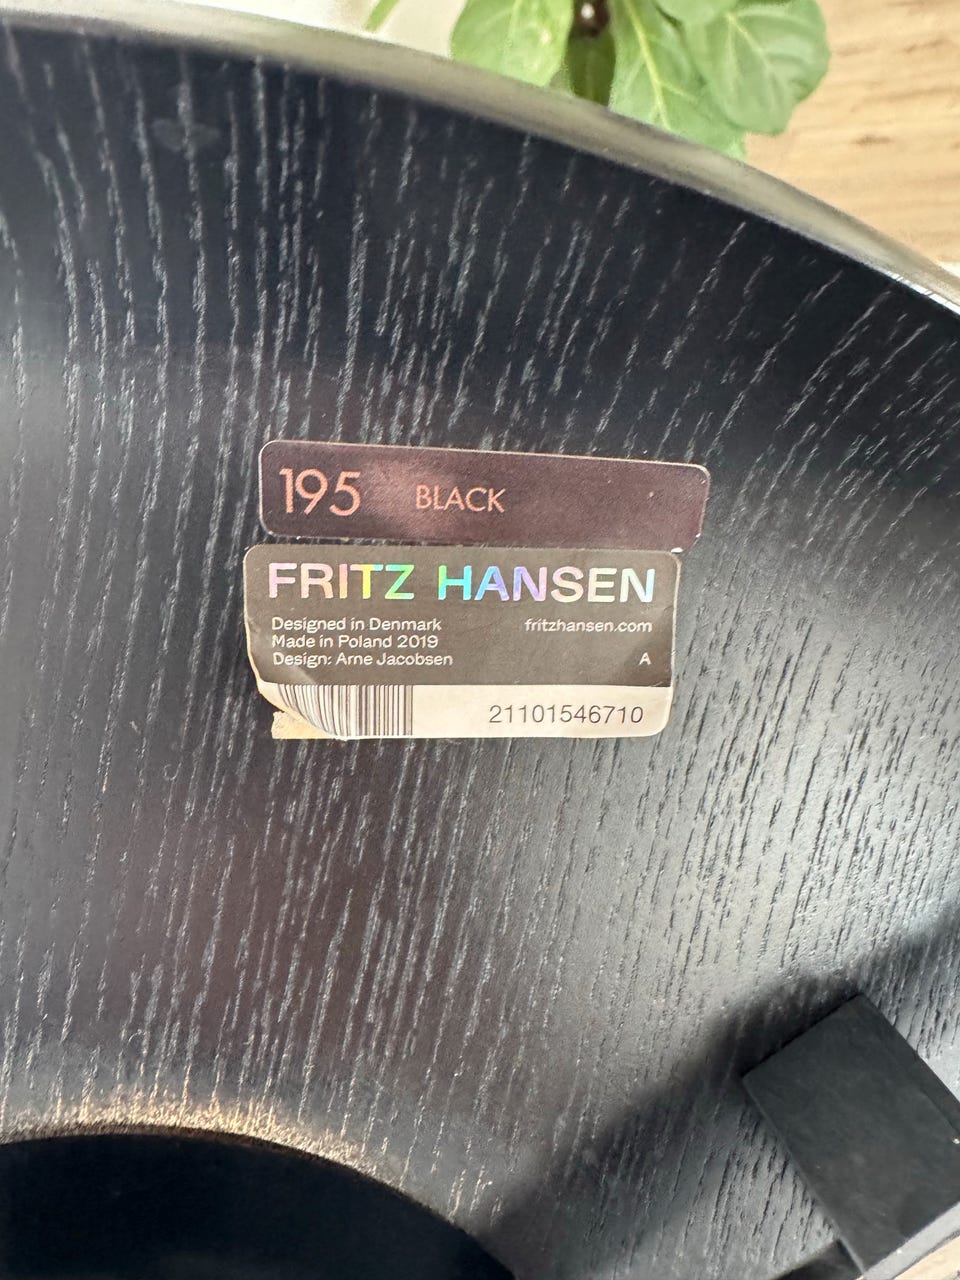 195 BLACK
FRITZ HANSEN
Designed in Denmark fritzhansen.com
Made in Poland 2019
Design: Arne Jacobsen A
21101546710